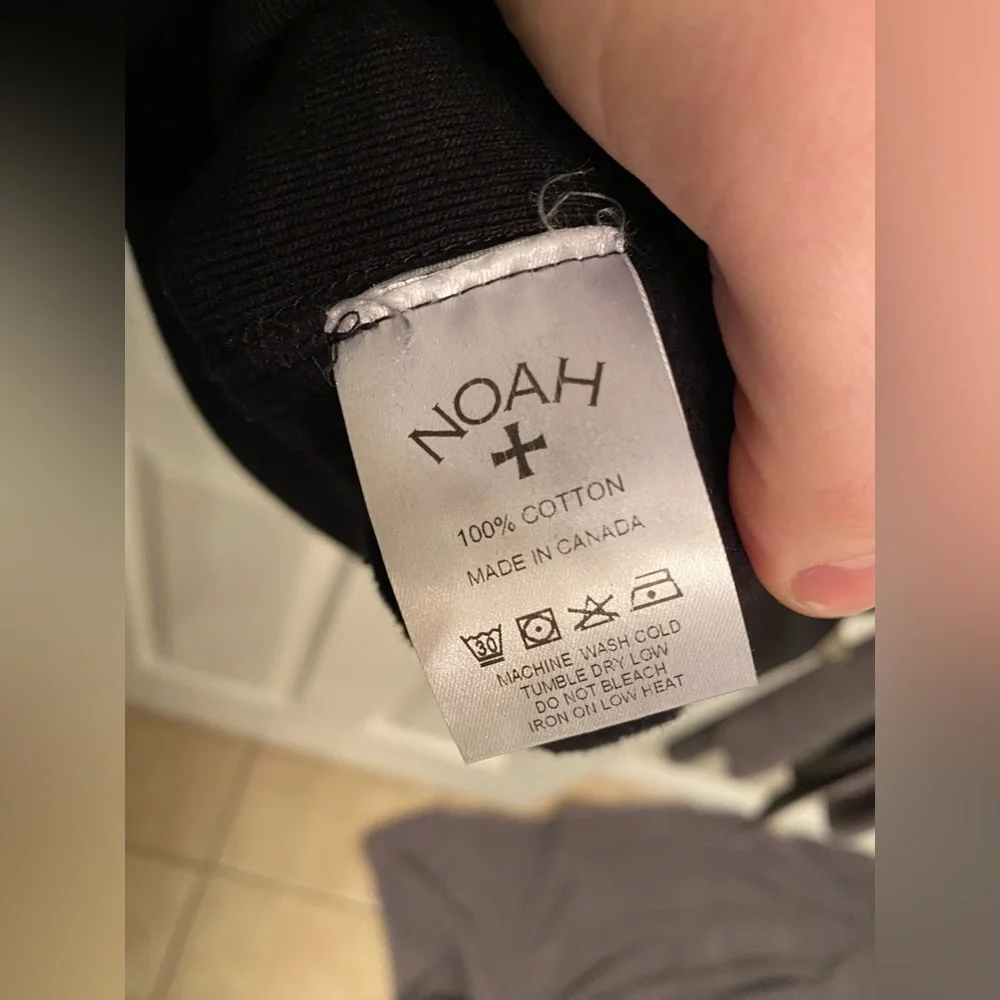 NOAH
100% COTTON
MADE IN CANADA
30
MACHINE WASH COLD
TUMBLE DRY LOW
DO NOT BLEACH
IRON ON LOW HEAT